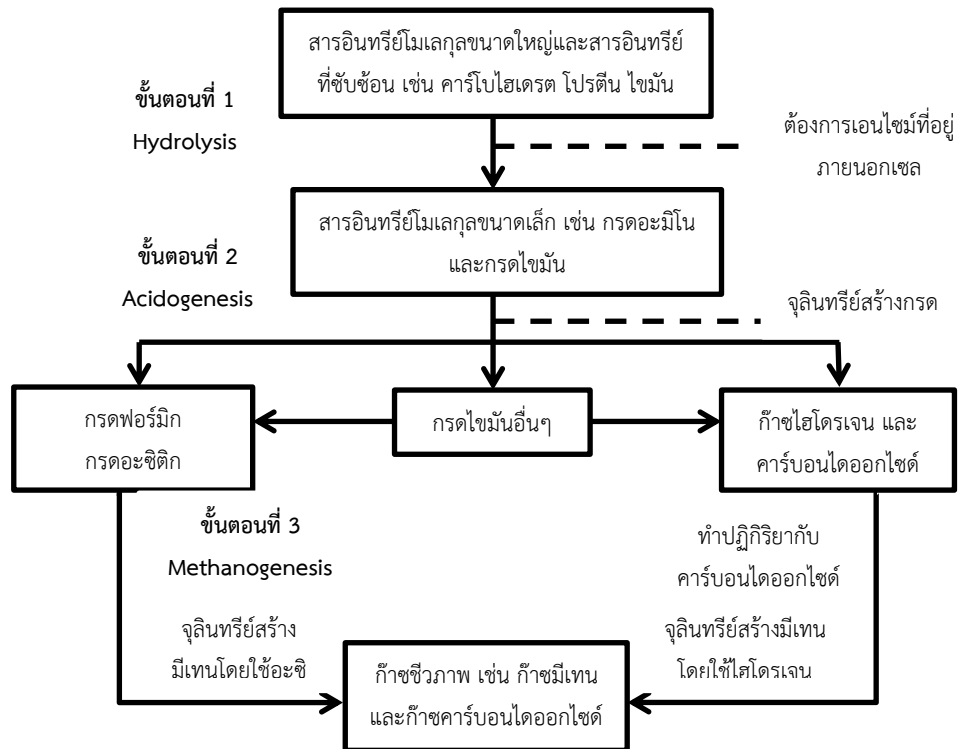 สารอินทรีย์โมเลกุลขนาดใหญ่และสารอินทรีย์
ที่ซับซ้อน เช่น คาร์โบไฮเดรต โปรตีน ไขมัน
ขั้นตอนที่ 1
Hydrolysis
ต้องการเอนไซม์ที่อยู่
ภายนอกเซล
สารอินทรีย์โมเลกุลขนาดเล็ก เช่น กรดอะมิโน
และกรดไขมัน
ขั้นตอนที่ 2
Acidogenesis
จุลินทรีย์สร้างกรด
กรดฟอร์มิก
กรดอะซิติก
กรดไขมันอื่นๆ
ก๊าซไฮโดรเจน และ
คาร์บอนไดออกไซด์
ขั้นตอนที่ 3
Methanogenesis
ทำปฏิกิริยากับ
คาร์บอนไดออกไซด์
จุลินทรีย์สร้าง
มีเทนโดยใช้อะซิ
จุลินทรีย์สร้างมีเทน
โดยใช้ไฮโดรเจน
ก๊าซชีวภาพ เช่น ก๊าซมีเทน
และก๊าซคาร์บอนไดออกไซด์